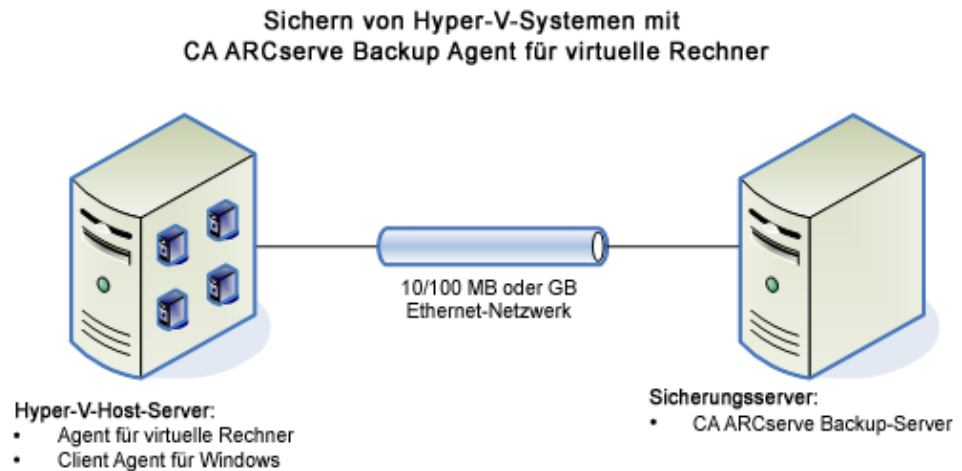 Sichern von Hyper-V-Systemen mit
CA ARCserve Backup Agent für virtuelle Rechner
10/100 MB oder GB
Ethernet-Netzwerk
Hyper-V-Host-Server:
• Agent für virtuelle Rechner
• Client Agent für Windows
Sicherungsserver:
• CA ARCserve Backup-Server